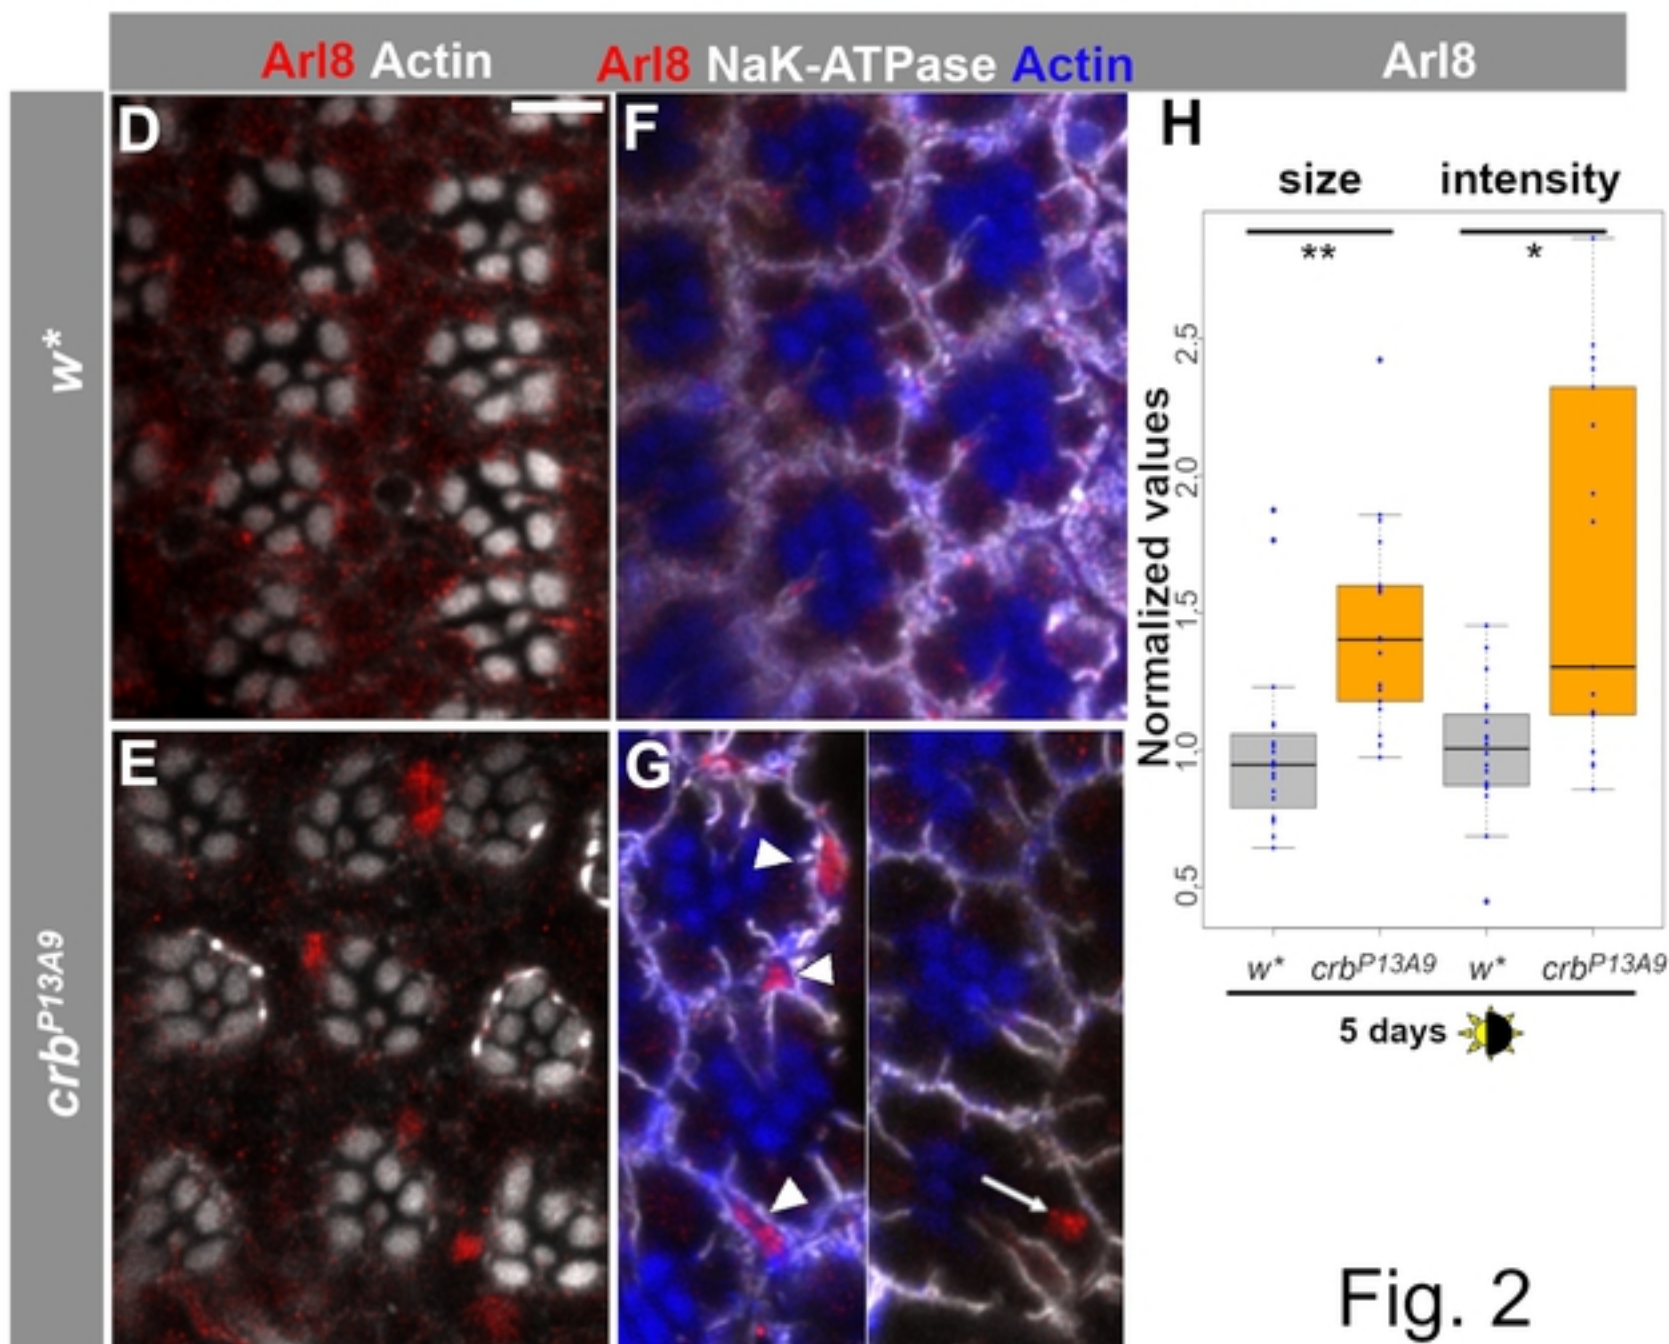 Arl8 Actin
Arl8 NaK-ATPase Actin
Arl8
w*
crbP13A9
D
F
E
G
H
size
intensity
**
*
Normalized values
2.5
2.0
1.5
1.0
0.5
w*
crbP13A9
w*
crbP13A9
5 days
Fig. 2